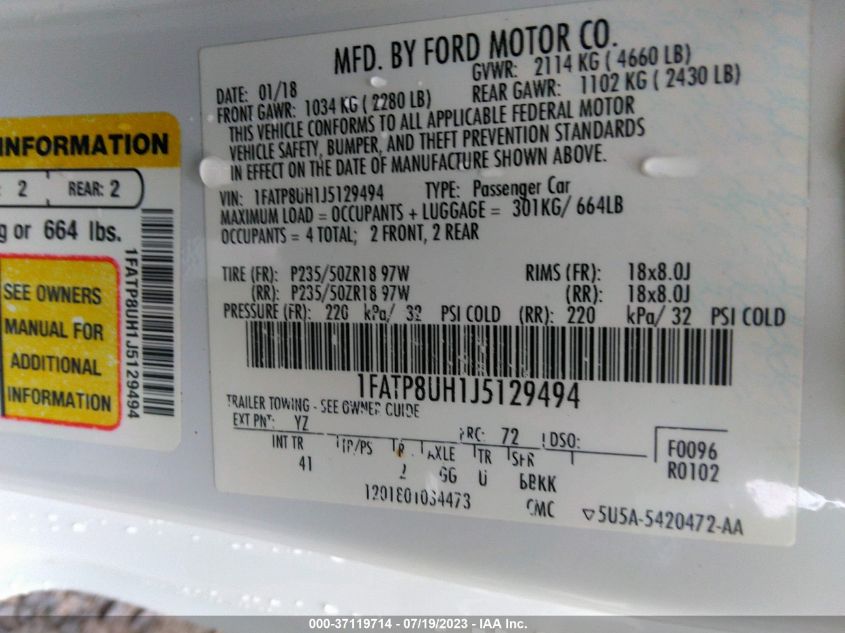 INFORMATION
: 2 REAR: 2
g or 664 lbs.
SEE OWNERS
MANUAL FOR
ADDITIONAL
INFORMATION
1FATP8UH1J5129494
MFD. BY FORD MOTOR CO.
DATE: 01/18 GVWR: 2114 KG ( 4660 LB)
FRONT GAWR: 1034 KG ( 2280 LB) REAR GAWR: 1102 KG ( 2430 LB)
THIS VEHICLE CONFORMS TO ALL APPLICABLE FEDERAL MOTOR
VEHICLE SAFETY, BUMPER, AND THEFT PREVENTION STANDARDS
IN EFFECT ON THE DATE OF MANUFACTURE SHOWN ABOVE.
VIN: 1FATP8UH1J5129494 TYPE: Passenger Car
MAXIMUM LOAD = OCCUPANTS + LUGGAGE = 301KG/ 664LB
OCCUPANTS = 4 TOTAL; 2 FRONT, 2 REAR
TIRE (FR): P235/50ZR18 97W RIMS (FR): 18x8.0J
(RR): P235/50ZR18 97W (RR): 18x8.0J
PRESSURE (FR): 220 kPa/ 32 PSI COLD (RR): 220 kPa/ 32 PSI COLD
1FATP8UH1J5129494
TRAILER TOWING - SEE OWNER GUIDE
EXT PNT: YZ RC: 72 DSO: F0096
INT TR TP/PS R AXLE TR SPR R0102
41 GG U
CMC ▽5U5A-5420472-AA
000-37119714 - 07/19/2023 - IAA Inc.